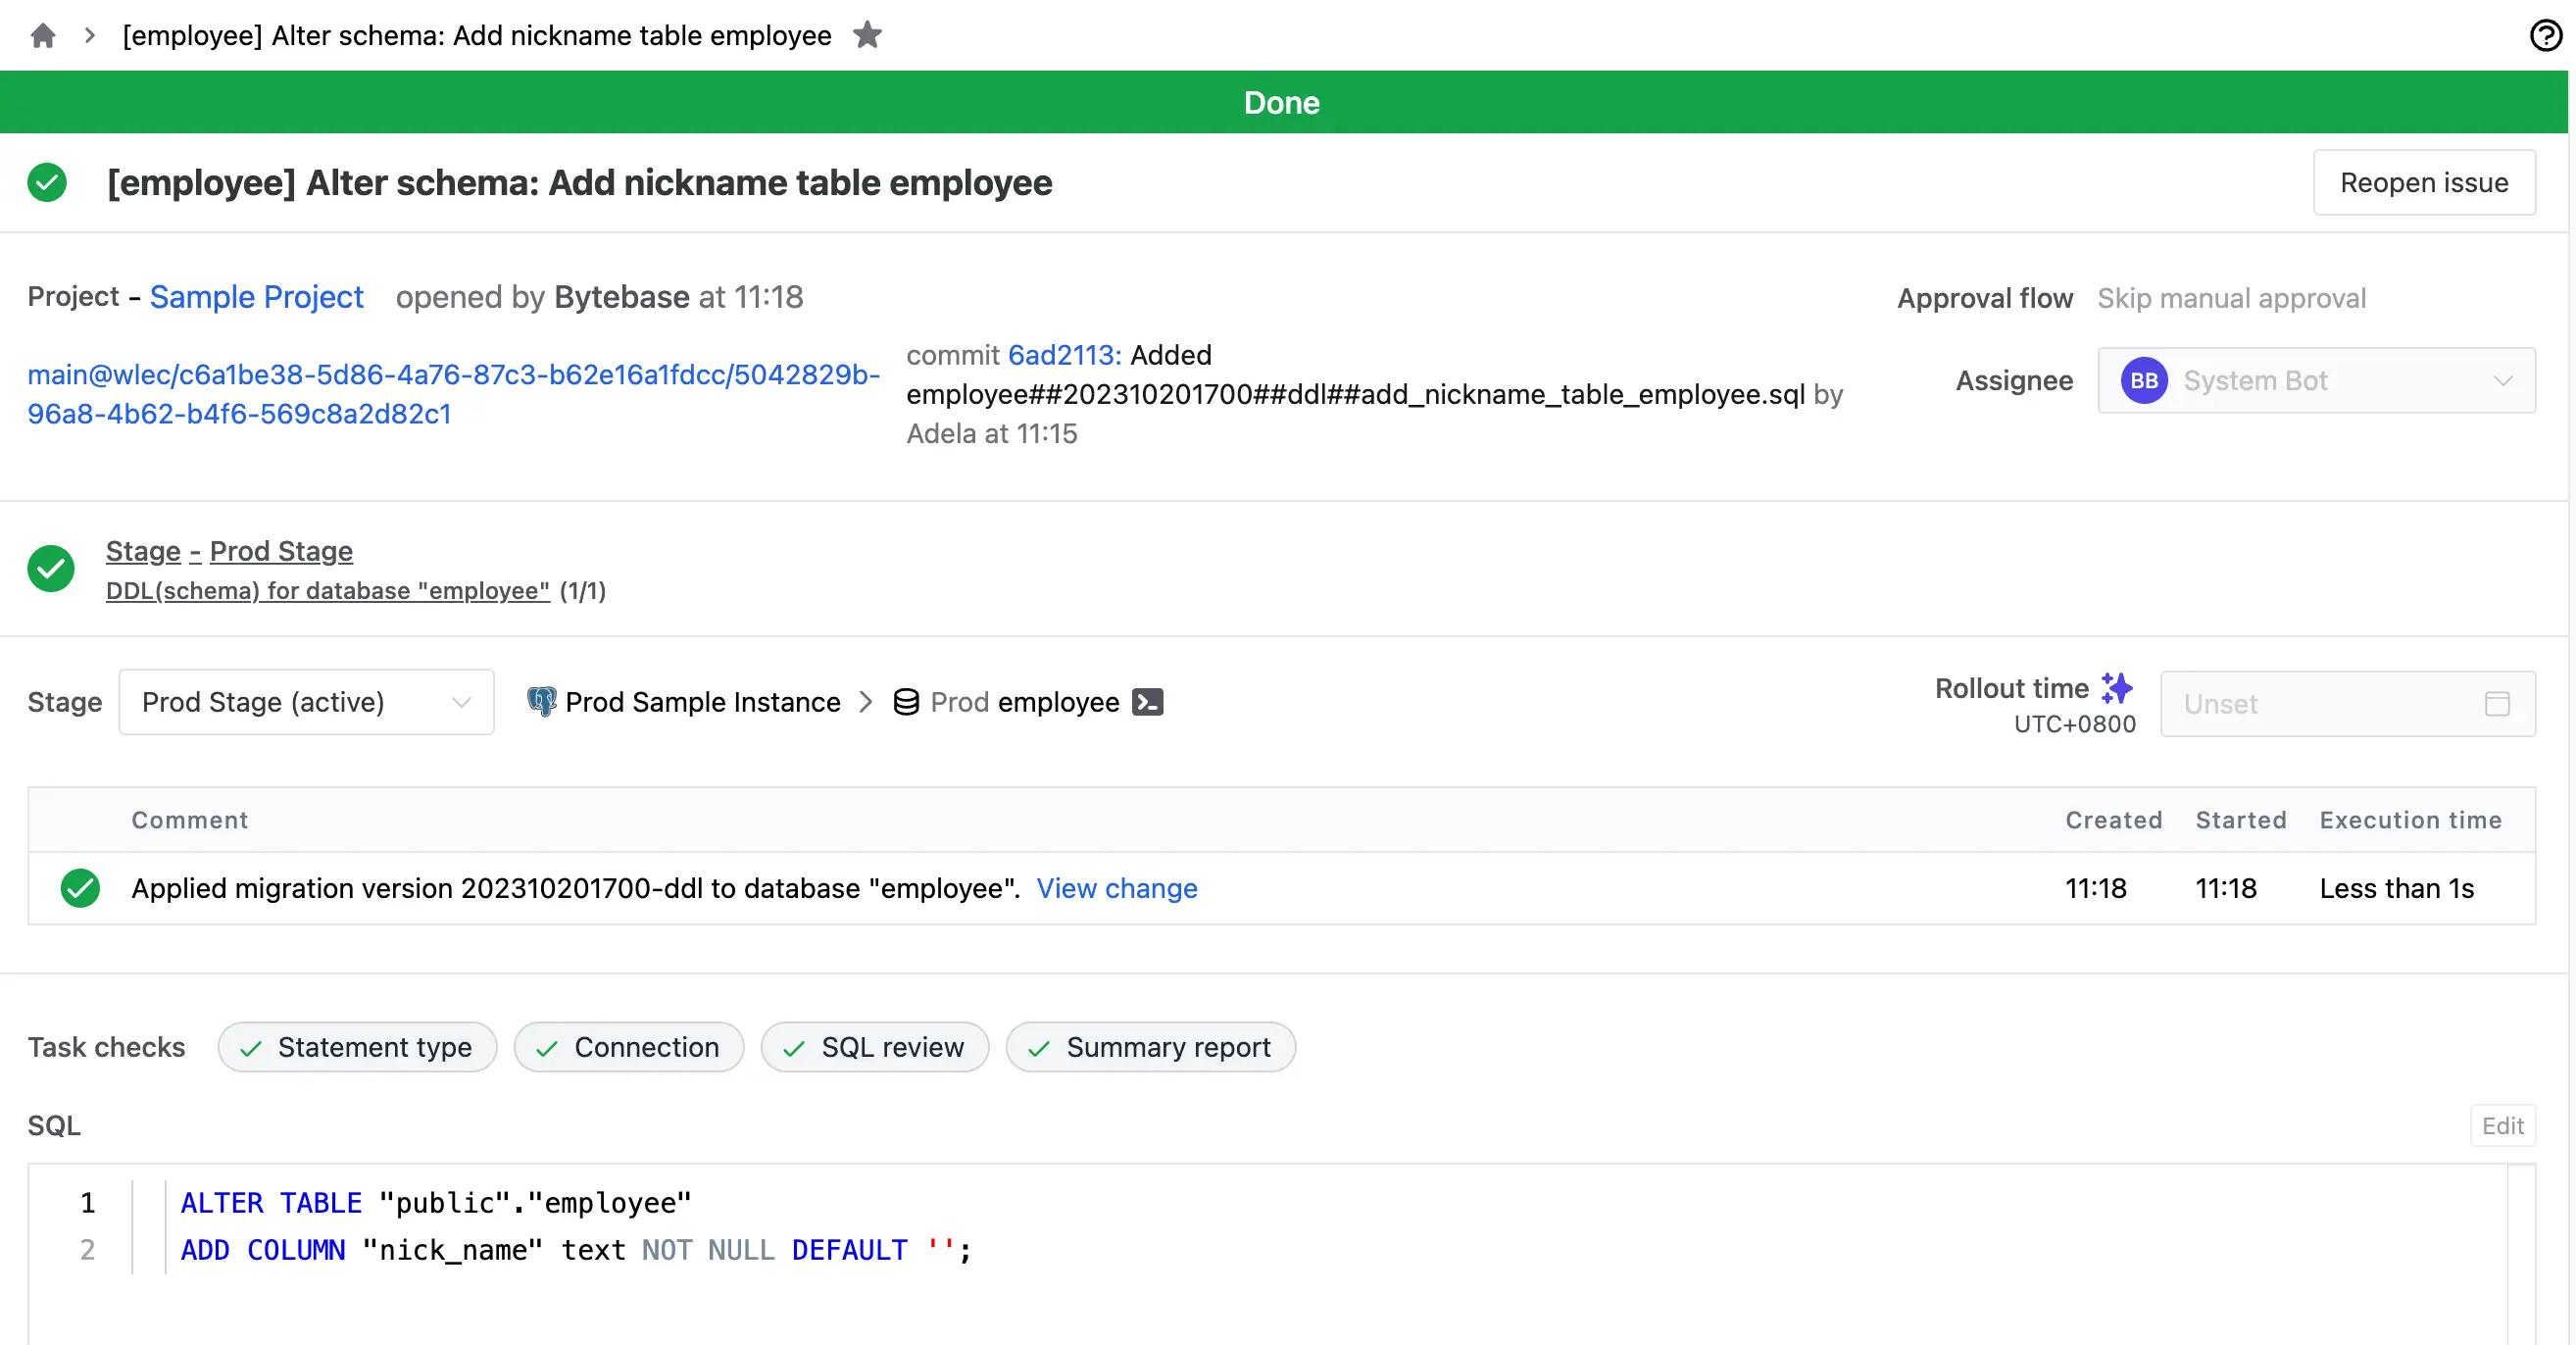 [employee] Alter schema: Add nickname table employee
Done
[employee] Alter schema: Add nickname table employee
Reopen issue
Project - Sample Project opened by Bytebase at 11:18
main@wlec/c6a1be38-5d86-4a76-87c3-b62e16a1fdcc/5042829b-
96a8-4b62-b4f6-569c8a2d82c1
commit 6ad2113: Added
employee##202310201700##ddl##add_nickname_table_employee.sql by
Adela at 11:15
Approval flow Skip manual approval
Assignee BB System Bot
Stage - Prod Stage
DDL(schema) for database "employee" (1/1)
Stage Prod Stage (active) Prod Sample Instance Prod employee
Rollout time
UTC+0800
Unset
Comment Created Started Execution time
Applied migration version 202310201700-ddl to database "employee". View change 11:18 11:18 Less than 1s
Task checks Statement type Connection SQL review Summary report
SQL Edit
1 ALTER TABLE "public"."employee"
2 ADD COLUMN "nick_name" text NOT NULL DEFAULT '';